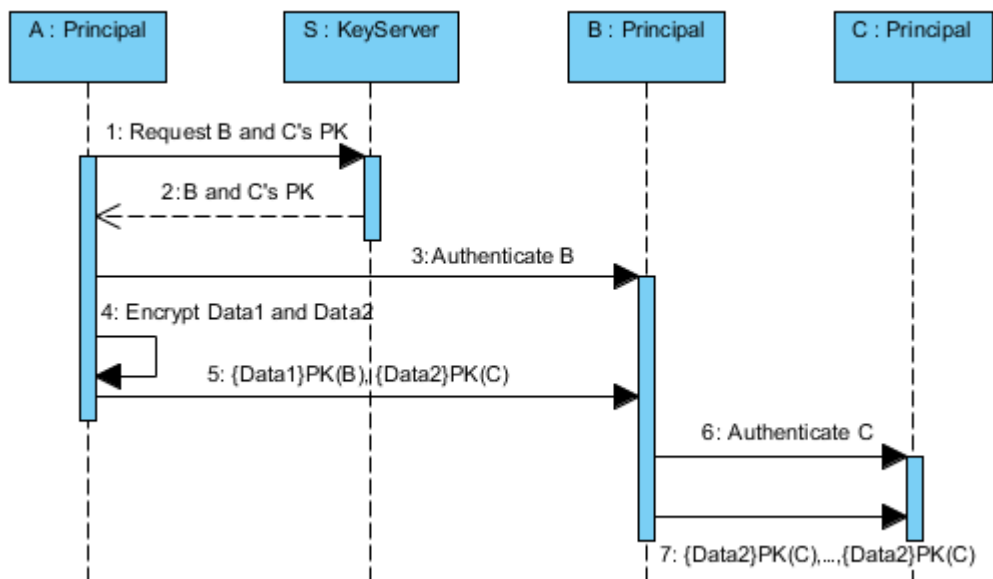 A : Principal
S : KeyServer
B : Principal
C : Principal
1: Request B and C's PK
2:B and C's PK
3:Authenticate B
4: Encrypt Data1 and Data2
5: {Data1}PK(B), {Data2}PK(C)
6: Authenticate C
7: {Data2}PK(C),...,{Data2}PK(C)